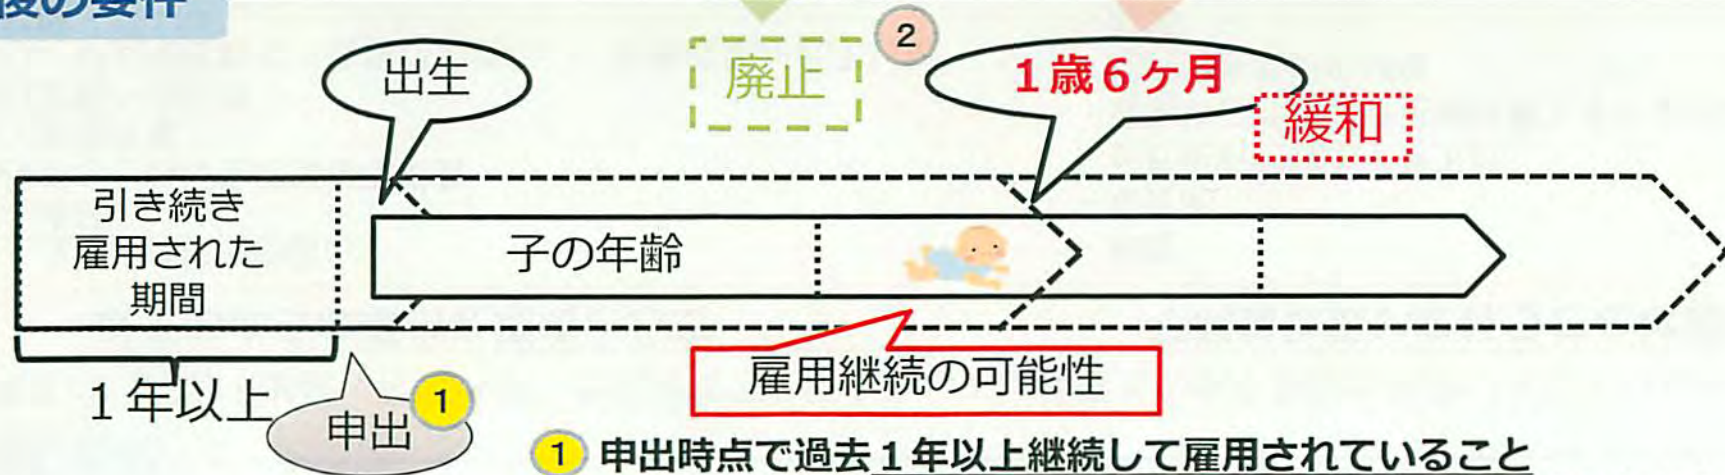 後の要件
廃止
2
出生
1歳6ヶ月
緩和
引き続き
雇用された
期間
子の年齢
雇用継続の可能性
1年以上
申出
1
1 申出時点で過去1年以上継続して雇用されていること